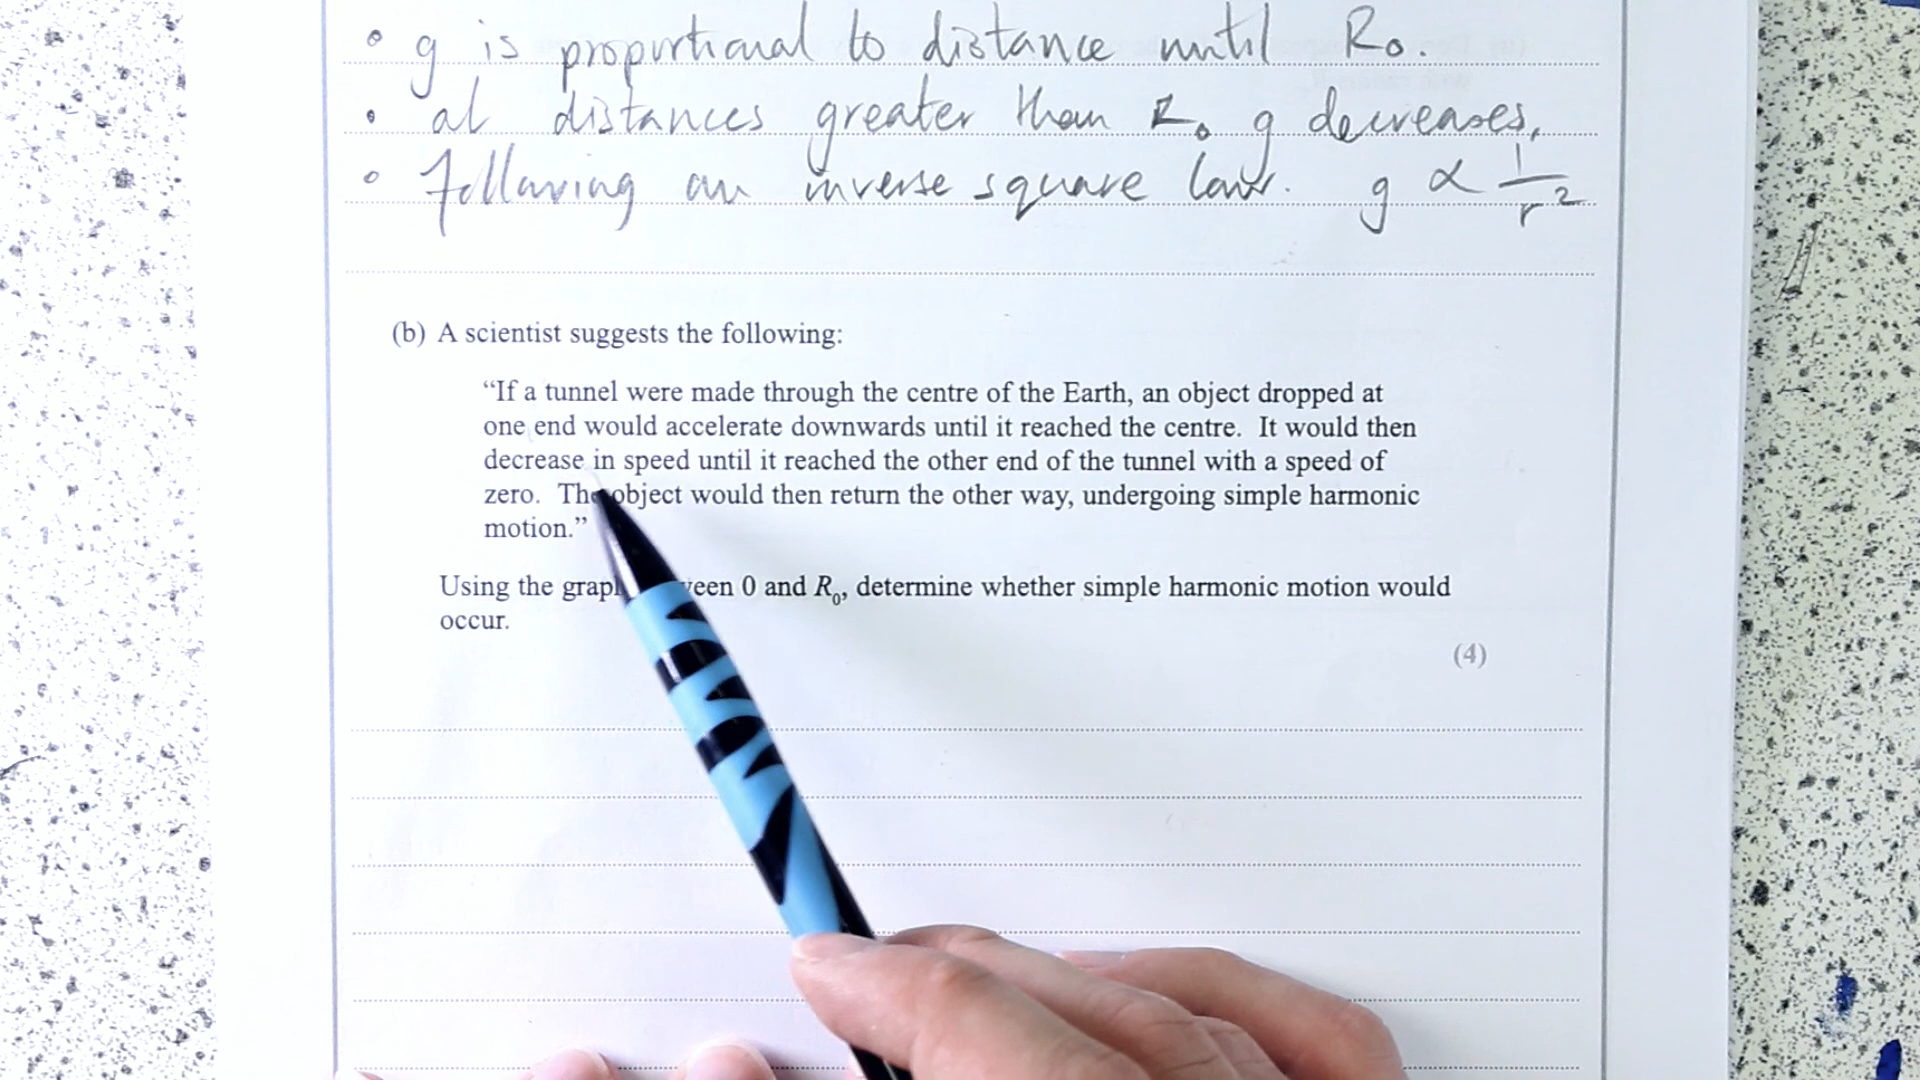 • g is proportional to distance until R₀.
• at distances greater than R₀ g decreases,
• following an inverse square law. g ∝ 1/r²
(b) A scientist suggests the following:
“If a tunnel were made through the centre of the Earth, an object dropped at
one end would accelerate downwards until it reached the centre. It would then
decrease in speed until it reached the other end of the tunnel with a speed of
zero. The object would then return the other way, undergoing simple harmonic
motion.”
Using the grap 0 and R₀, determine whether simple harmonic motion would
occur.
(4)